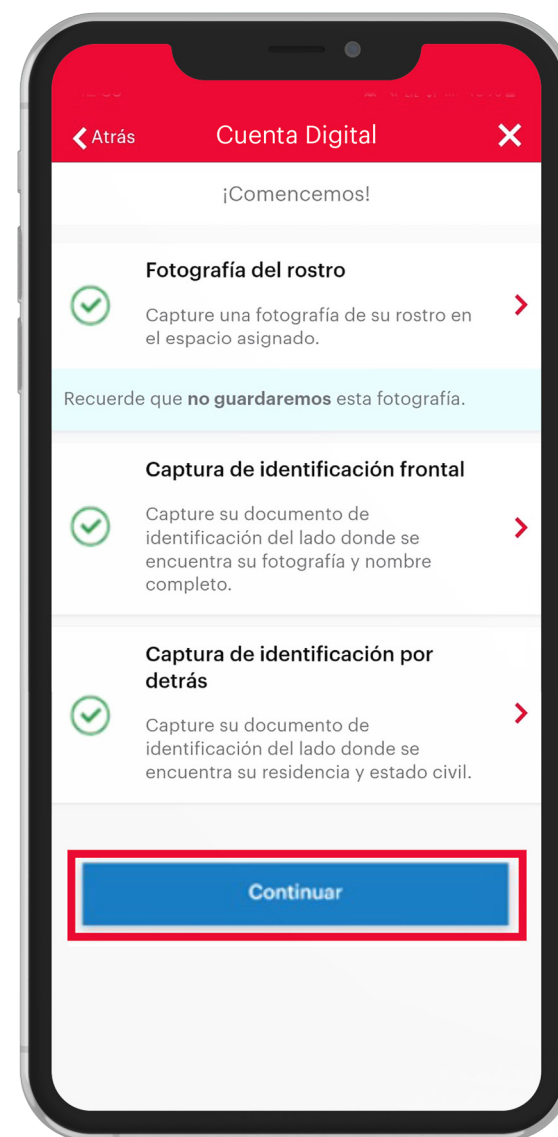 Atrás
Cuenta Digital
¡Comencemos!
Fotografía del rostro
Capture una fotografía de su rostro en
el espacio asignado.
Recuerde que no guardaremos esta fotografía.
Captura de identificación frontal
Capture su documento de
identificación del lado donde se
encuentra su fotografía y nombre
completo.
Captura de identificación por
detrás
Capture su documento de
identificación del lado donde se
encuentra su residencia y estado civil.
Continuar